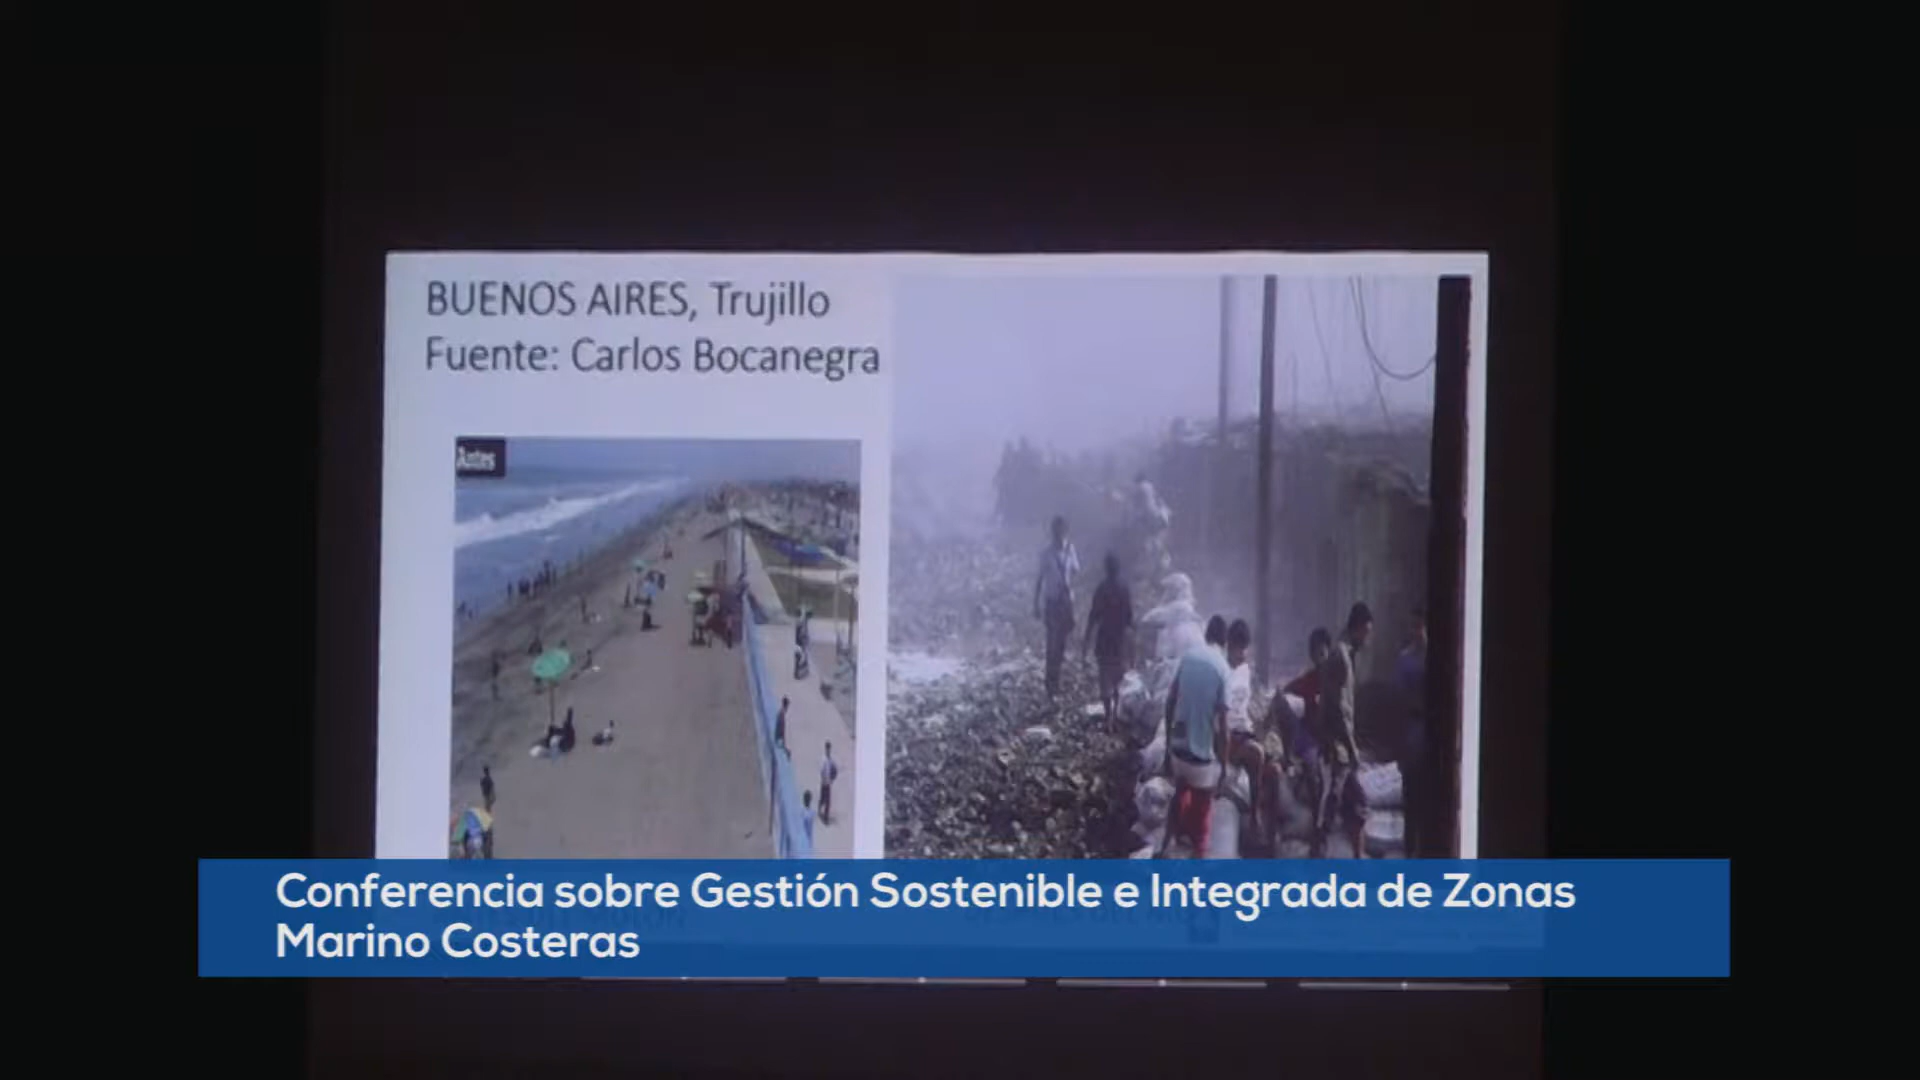 BUENOS AIRES, Trujillo
Fuente: Carlos Bocanegra
Antes
Conferencia sobre Gestión Sostenible e Integrada de Zonas
Marino Costeras